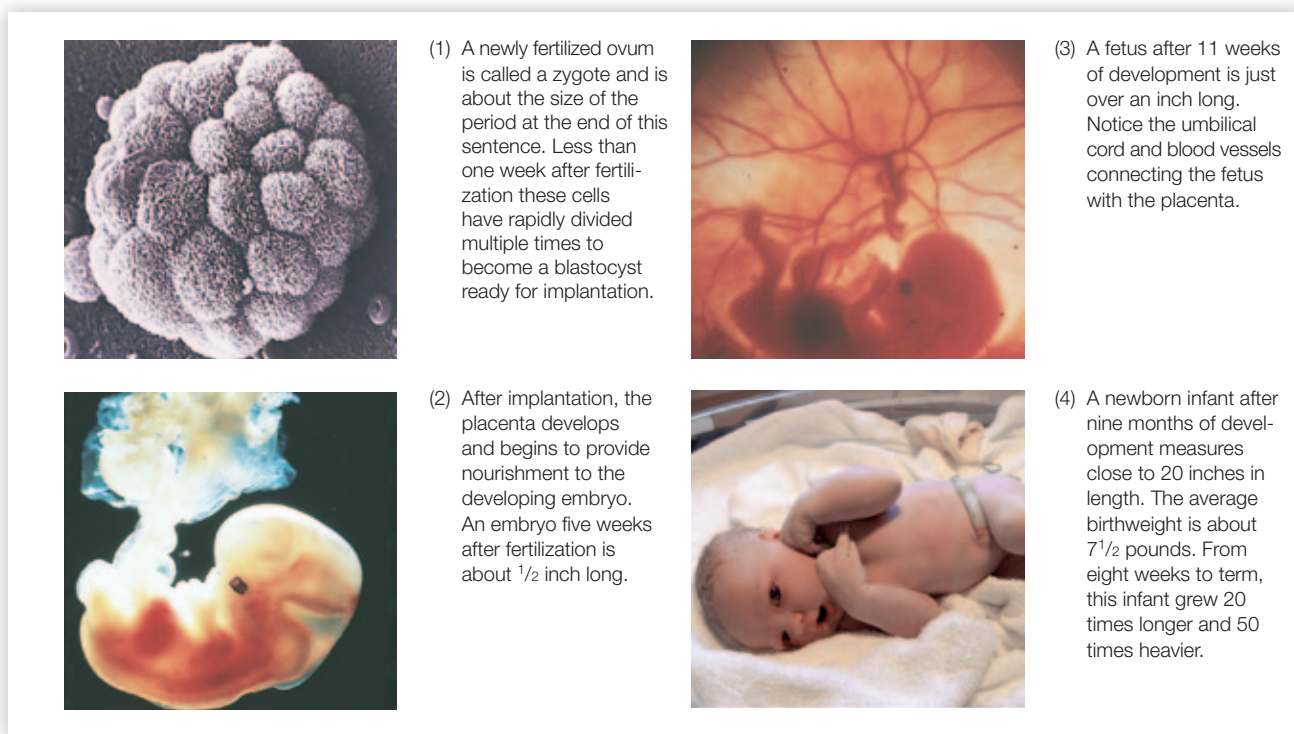 (1) A newly fertilized ovum
is called a zygote and is
about the size of the
period at the end of this
sentence. Less than
one week after fertili-
zation these cells
have rapidly divided
multiple times to
become a blastocyst
ready for implantation.
(2) After implantation, the
placenta develops
and begins to provide
nourishment to the
developing embryo.
An embryo five weeks
after fertilization is
about 1/2 inch long.
(3) A fetus after 11 weeks
of development is just
over an inch long.
Notice the umbilical
cord and blood vessels
connecting the fetus
with the placenta.
(4) A newborn infant after
nine months of devel-
opment measures
close to 20 inches in
length. The average
birthweight is about
7 1/2 pounds. From
eight weeks to term,
this infant grew 20
times longer and 50
times heavier.